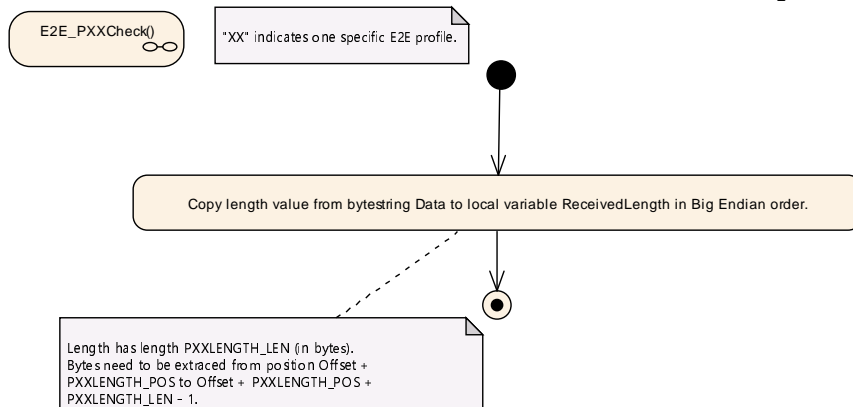 E2E_PXXCheck()
"XX" indicates one specific E2E profile.
Copy length value from bytestring Data to local variable ReceivedLength in Big Endian order.
Length has length PXXLENGTH_LEN (in bytes).
Bytes need to be extraced from position Offset +
PXXLENGTH_POS to Offset + PXXLENGTH_POS +
PXXLENGTH_LEN - 1.